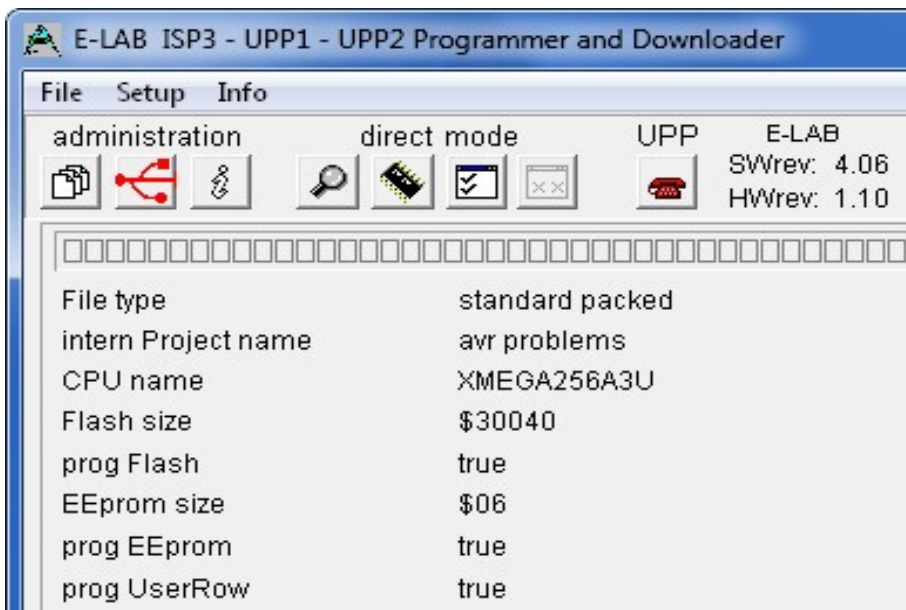 E-LAB ISP3 - UPP1 - UPP2 Programmer and Downloader
File Setup Info
administration direct mode UPP E-LAB
SWrev: 4.06
HWrev: 1.10
File type standard packed
intern Project name avr problems
CPU name XMEGA256A3U
Flash size $30040
prog Flash true
EEprom size $06
prog EEprom true
prog UserRow true